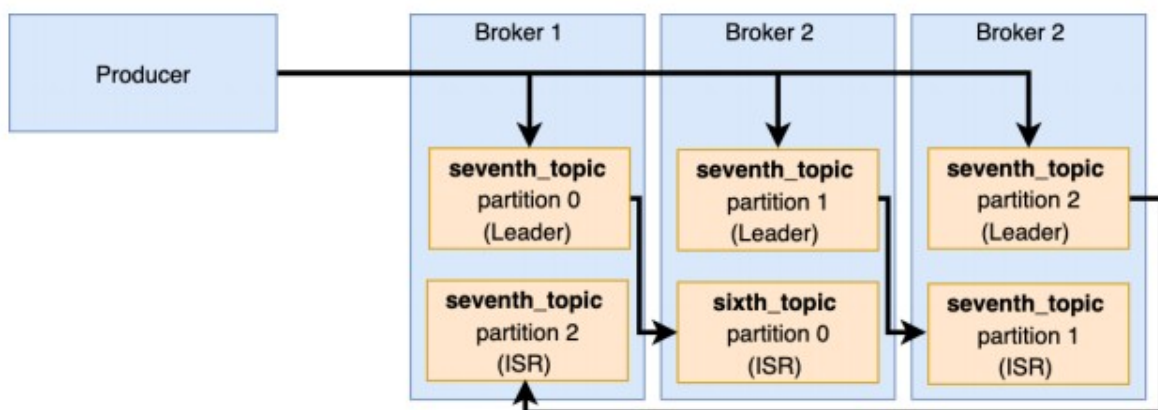 Producer
Broker 1
Broker 2
Broker 2
seventh_topic
partition 0
(Leader)
seventh_topic
partition 1
(Leader)
seventh_topic
partition 2
(Leader)
seventh_topic
partition 2
(ISR)
sixth_topic
partition 0
(ISR)
seventh_topic
partition 1
(ISR)